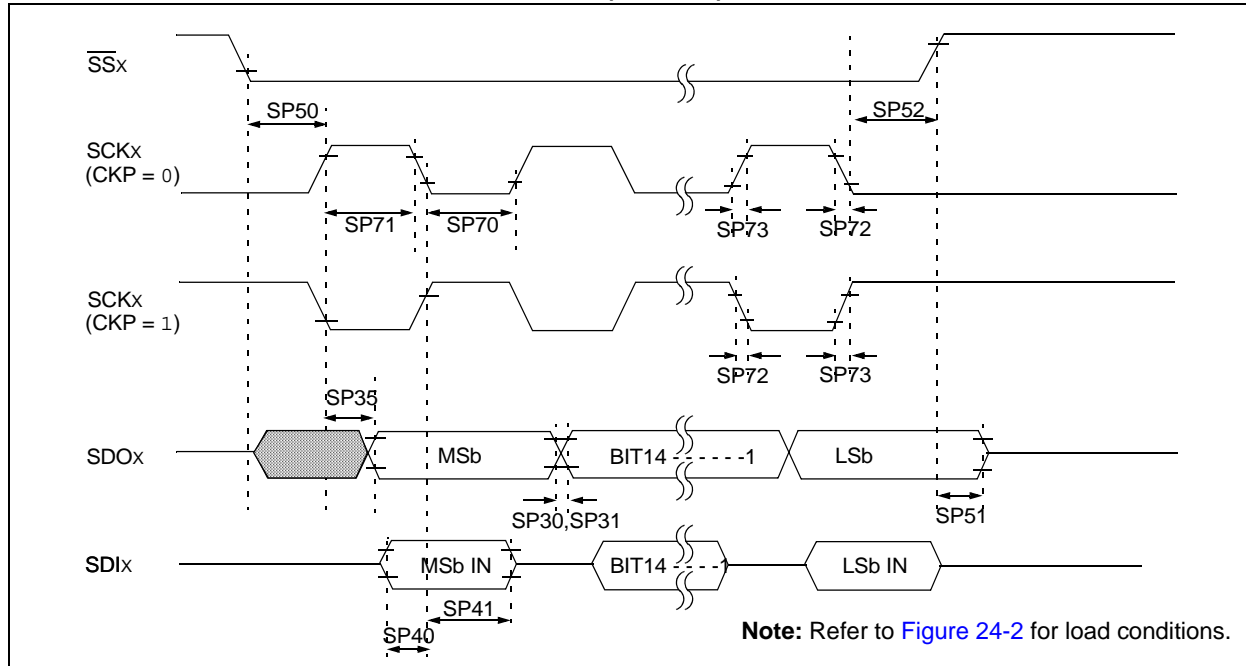 SSX
SP50
SP52
SCKX
(CKP = 0)
SP71
SP70
SP73
SP72
SCKX
(CKP = 1)
SP72
SP73
SP35
SDOX
MSb
BIT14 - - - - - -1
LSb
SP30,SP31
SP51
SDIX
MSb IN
BIT14 - - - - -1
LSb IN
SP41
SP40
Note: Refer to Figure 24-2 for load conditions.